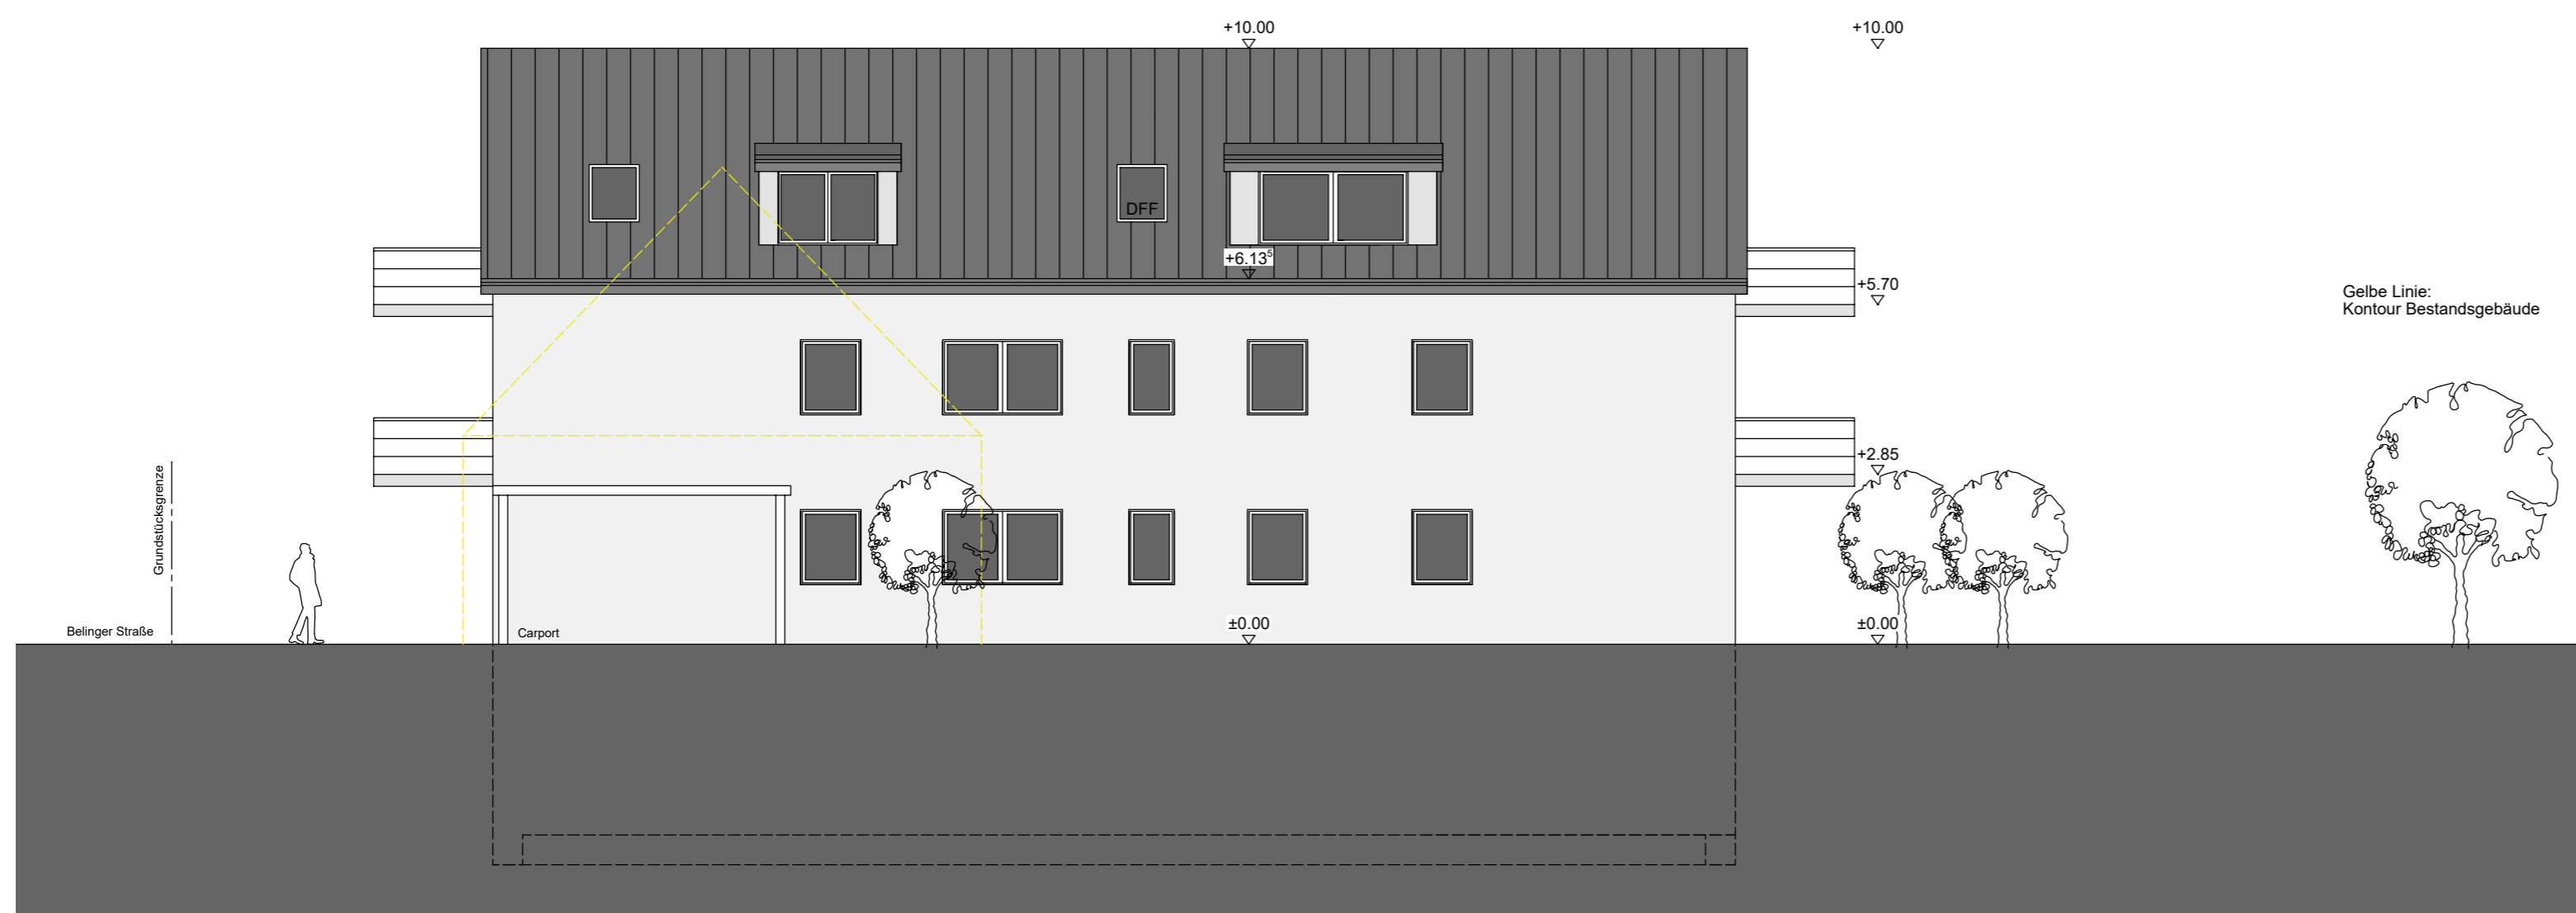 +10.00
+10.00
DFF
+6.13⁵
+5.70
Gelbe Linie:
Kontour Bestandsgebäude
+2.85
Grundstücksgrenze
Belinger Straße
Carport
±0.00
±0.00